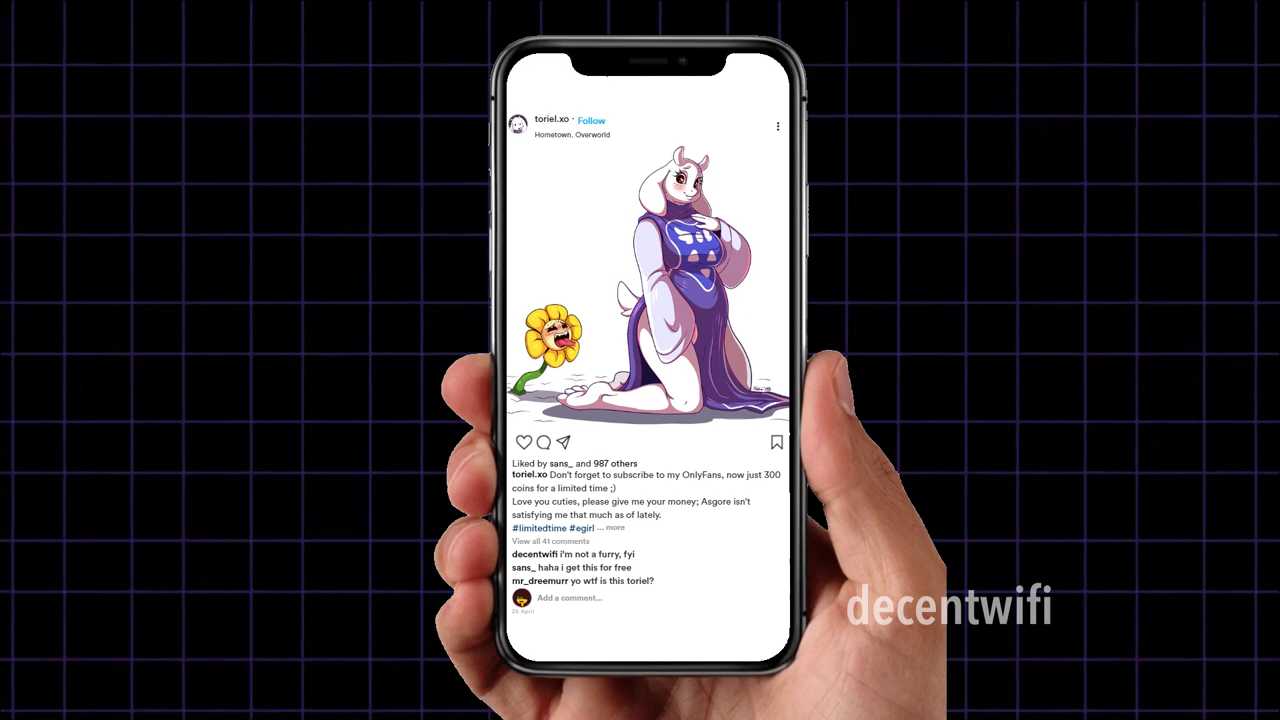 toriel.xo · Follow
Hometown, Overworld
Liked by sans_ and 987 others
toriel.xo Don't forget to subscribe to my OnlyFans, now just 300
coins for a limited time ;)
Love you cuties, please give me your money; Asgore isn't
satisfying me that much as of lately.
#limitedtime #egirl ... more
View all 41 comments
decentwifi i'm not a furry, fyi
sans_ haha i get this for free
mr_dreemurr yo wtf is this toriel?
Add a comment...
20 April
decentwifi